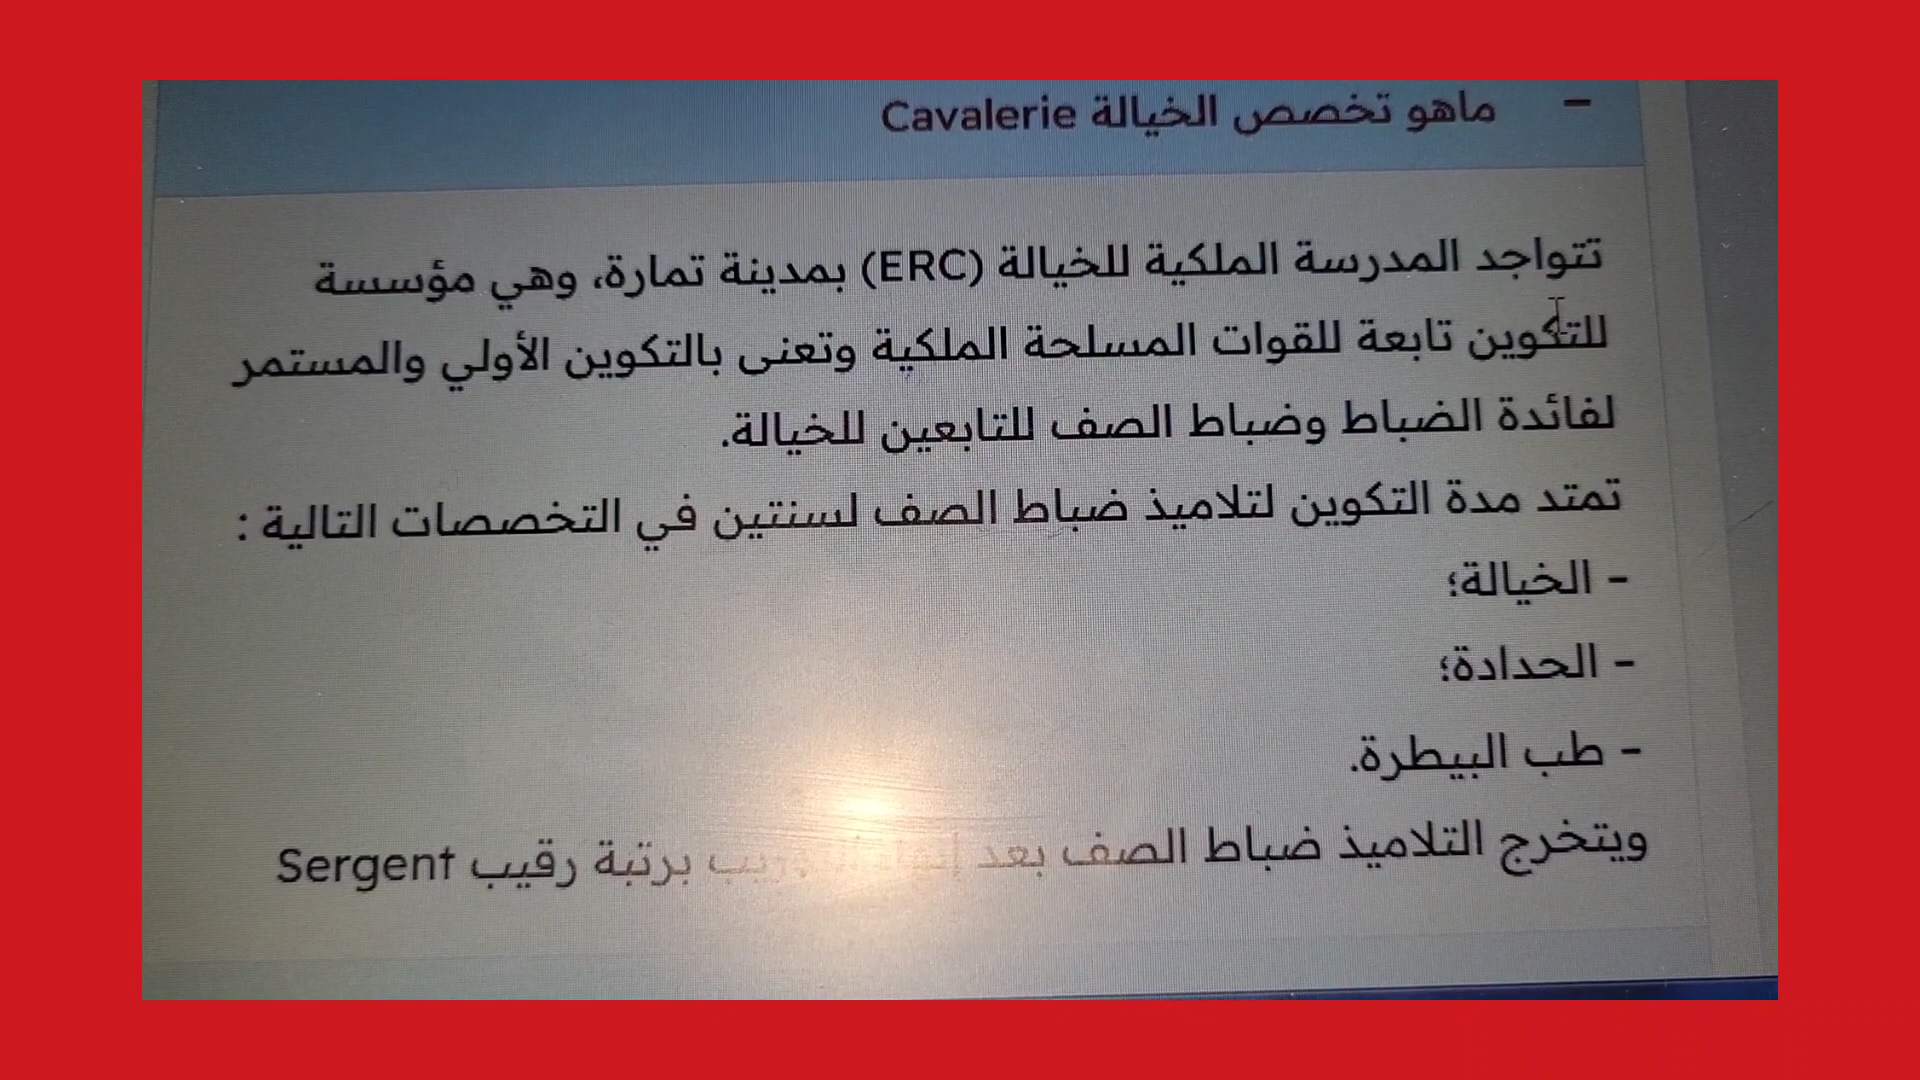 - ماهو تخصص الخيالة Cavalerie
تتواجد المدرسة الملكية للخيالة (ERC) بمدينة تمارة، وهي مؤسسة
للتكوين تابعة للقوات المسلحة الملكية وتعنى بالتكوين الأولي والمستمر
لفائدة الضباط وضباط الصف للتابعين للخيالة.
تمتد مدة التكوين لتلاميذ ضباط الصف لسنتين في التخصصات التالية :
- الخيالة؛
- الحدادة؛
- طب البيطرة.
ويتخرج التلاميذ ضباط الصف بعد برتبة رقيب Sergent